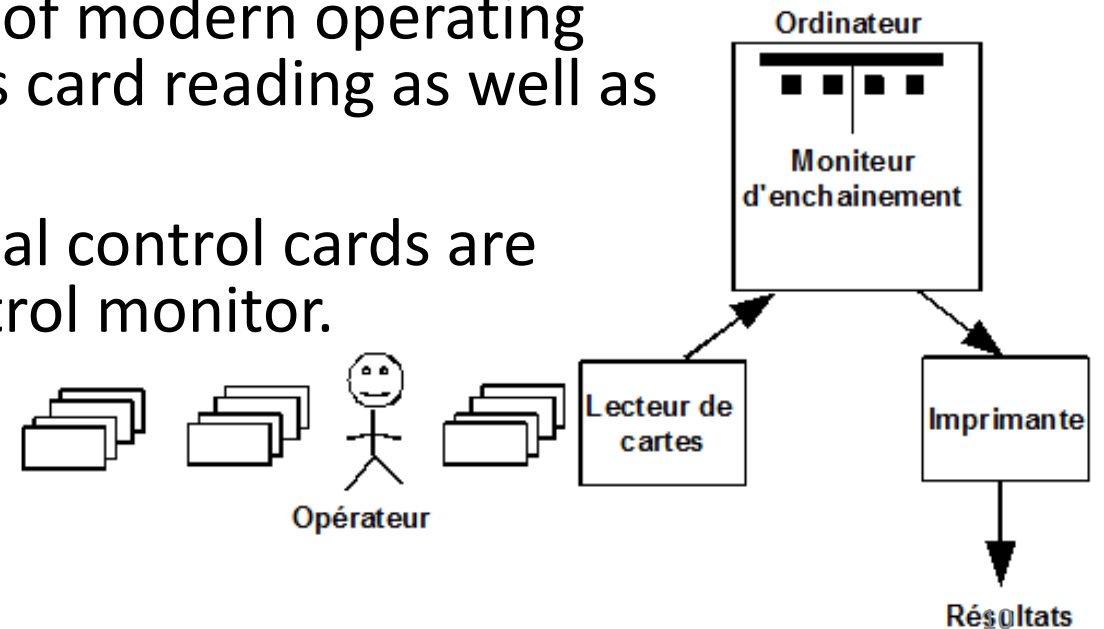 of modern operating
s card reading as well as
al control cards are
trol monitor.
Ordinateur
Moniteur
d'enchainement
Lecteur de
cartes
Imprimante
Opérateur
Résultats